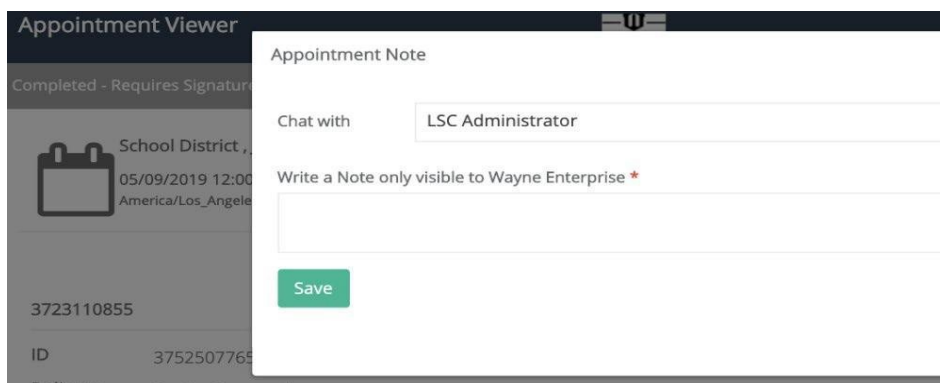 Appointment Viewer
W
Appointment Note
Completed - Requires Signature
Chat with
LSC Administrator
School District ,
05/09/2019 12:00
America/Los_Angele
Write a Note only visible to Wayne Enterprise *
Save
3723110855
ID 3752507765